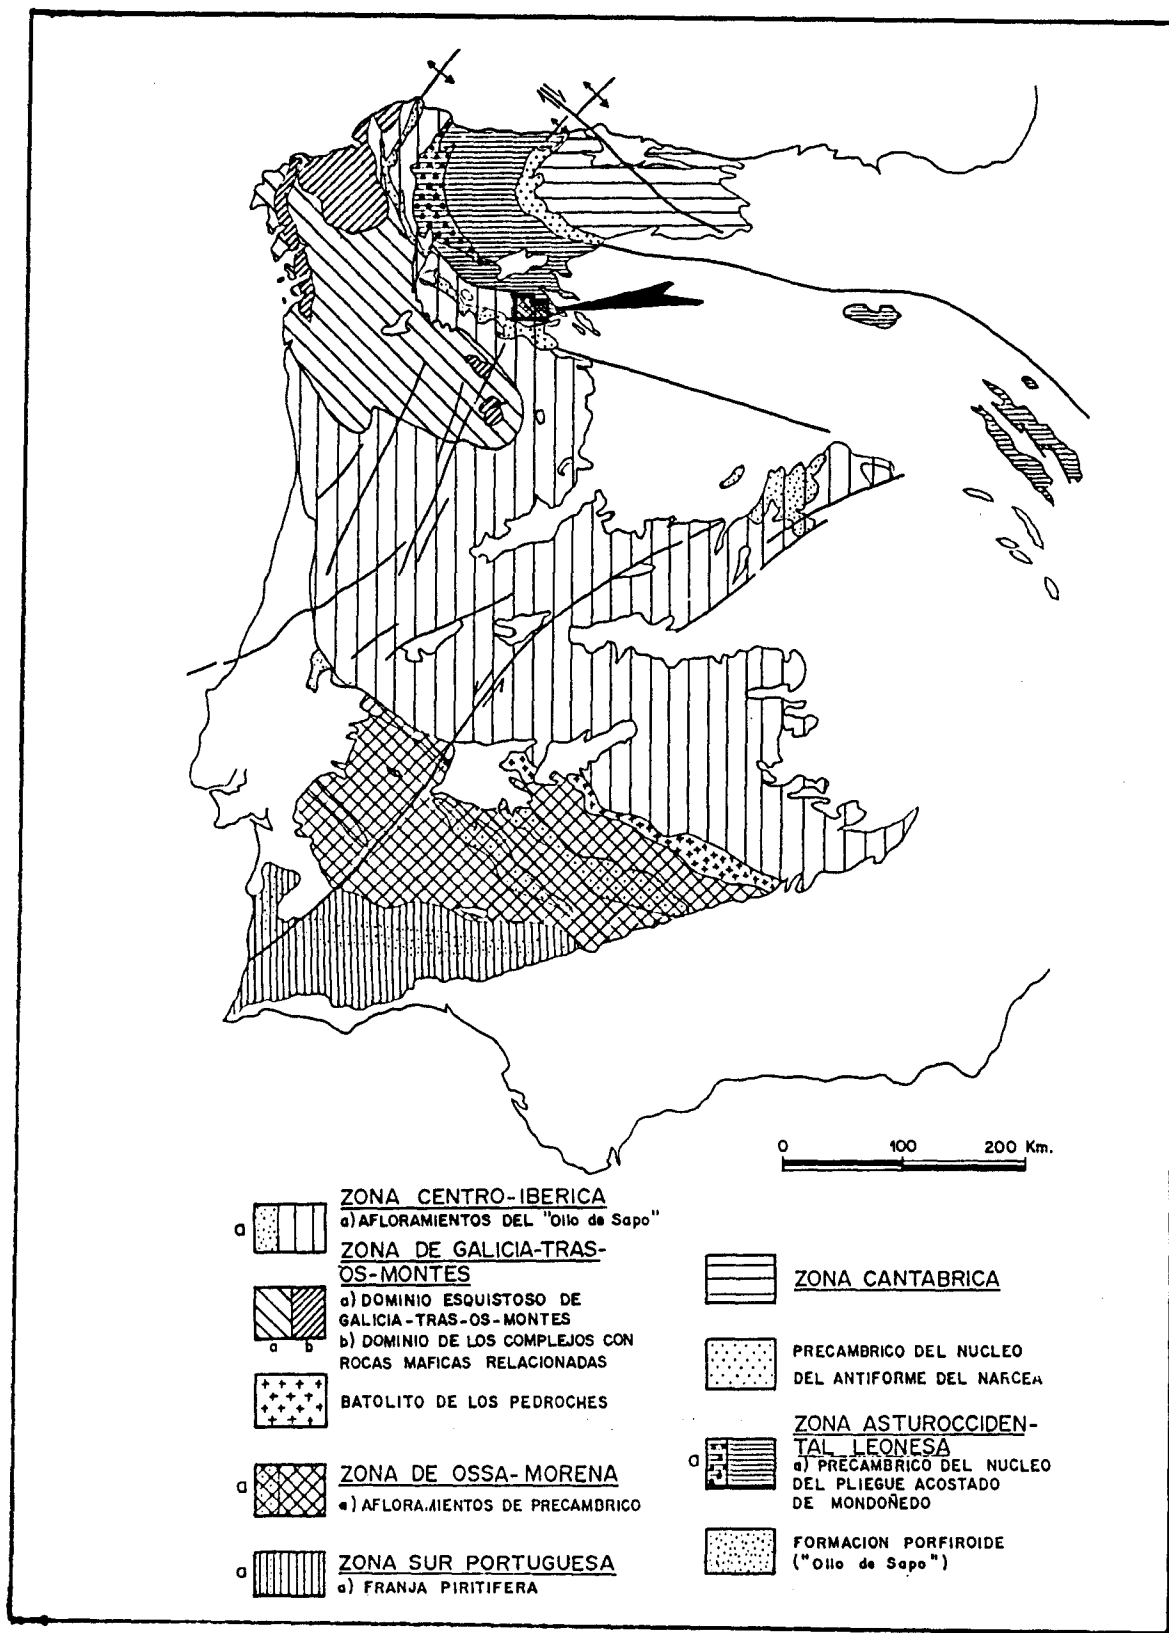 0 100 200 Km.
a
ZONA CENTRO-IBERICA
a) AFLORAMIENTOS DEL "Ollo de Sapo"
ZONA DE GALICIA-TRAS-
OS-MONTES
a) DOMINIO ESQUISTOSO DE
GALICIA-TRAS-OS-MONTES
b) DOMINIO DE LOS COMPLEJOS CON
ROCAS MAFICAS RELACIONADAS
a b
BATOLITO DE LOS PEDROCHES
a
ZONA DE OSSA-MORENA
a) AFLORAMIENTOS DE PRECAMBRICO
a
ZONA SUR PORTUGUESA
a) FRANJA PIRITIFERA
ZONA CANTABRICA
PRECAMBRICO DEL NUCLEO
DEL ANTIFORME DEL NARCEA
a
ZONA ASTUROCCIDEN-
TAL LEONESA
a) PRECAMBRICO DEL NUCLEO
DEL PLIEGUE ACOSTADO
DE MONDOÑEDO
FORMACION PORFIROIDE
("Ollo de Sapo")